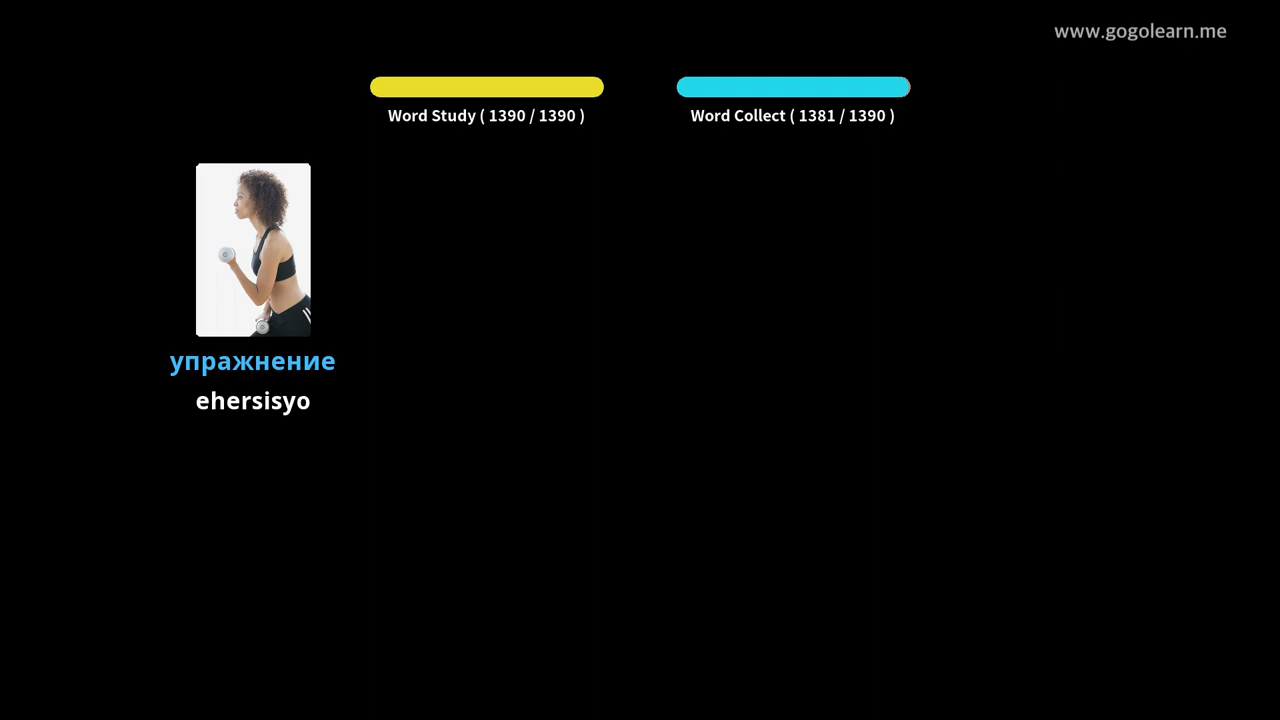 www.gogolearn.me
Word Study ( 1390 / 1390 )
Word Collect ( 1381 / 1390 )
упражнение
ehersisyo